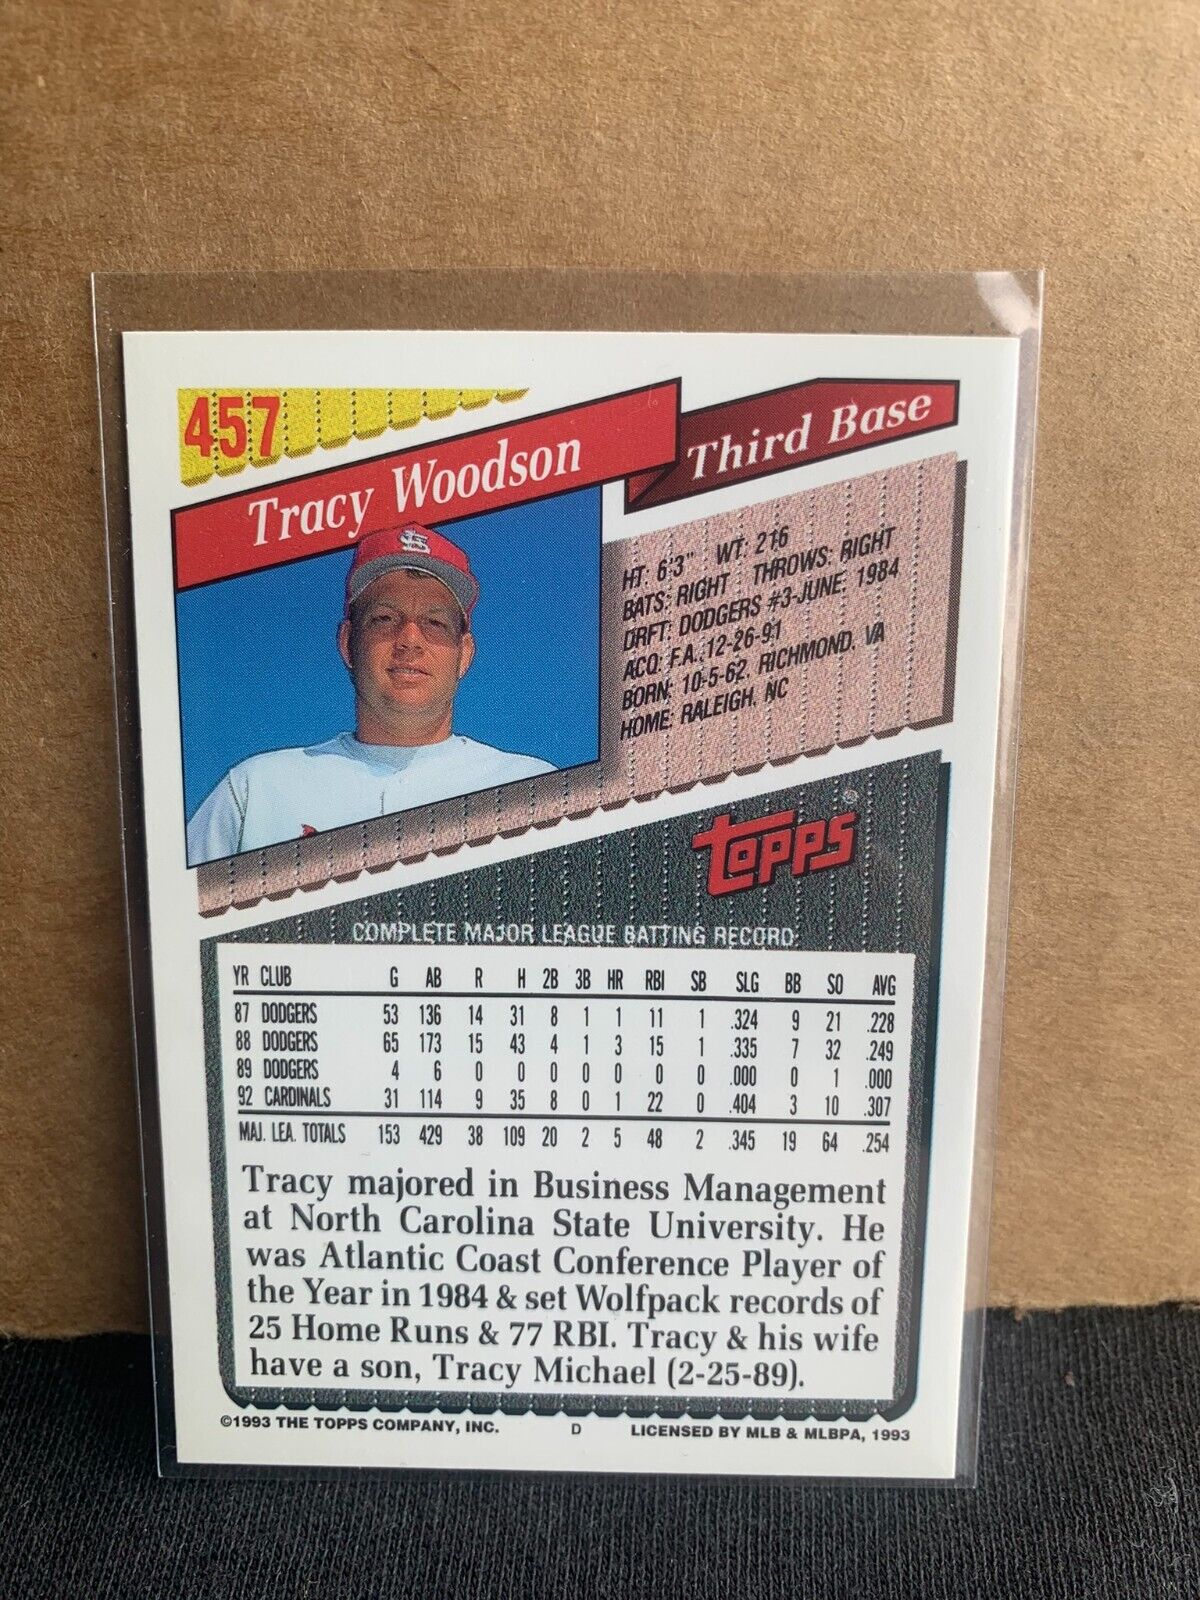 457
Tracy Woodson
Third Base
HT: 6'3" WT: 216
BATS: RIGHT THROWS: RIGHT
DRFT: DODGERS #3-JUNE, 1984
ACQ: F.A., 12-26-91
BORN: 10-5-62, RICHMOND, VA
HOME: RALEIGH, NC
Topps®
COMPLETE MAJOR LEAGUE BATTING RECORD
YR CLUB G AB R H 2B 3B HR RBI SB SLG BB SO AVG
87 DODGERS 53 136 14 31 8 1 1 11 1 .324 9 21 .228
88 DODGERS 65 173 15 43 4 1 3 15 1 .335 7 32 .249
89 DODGERS 4 6 0 0 0 0 0 0 0 .000 0 1 .000
92 CARDINALS 31 114 9 35 8 0 1 22 0 .404 3 10 .307
MAJ. LEA. TOTALS 153 429 38 109 20 2 5 48 2 .345 19 64 .254
Tracy majored in Business Management
at North Carolina State University. He
was Atlantic Coast Conference Player of
the Year in 1984 & set Wolfpack records of
25 Home Runs & 77 RBI. Tracy & his wife
have a son, Tracy Michael (2-25-89).
©1993 THE TOPPS COMPANY, INC. D LICENSED BY MLB & MLBPA, 1993